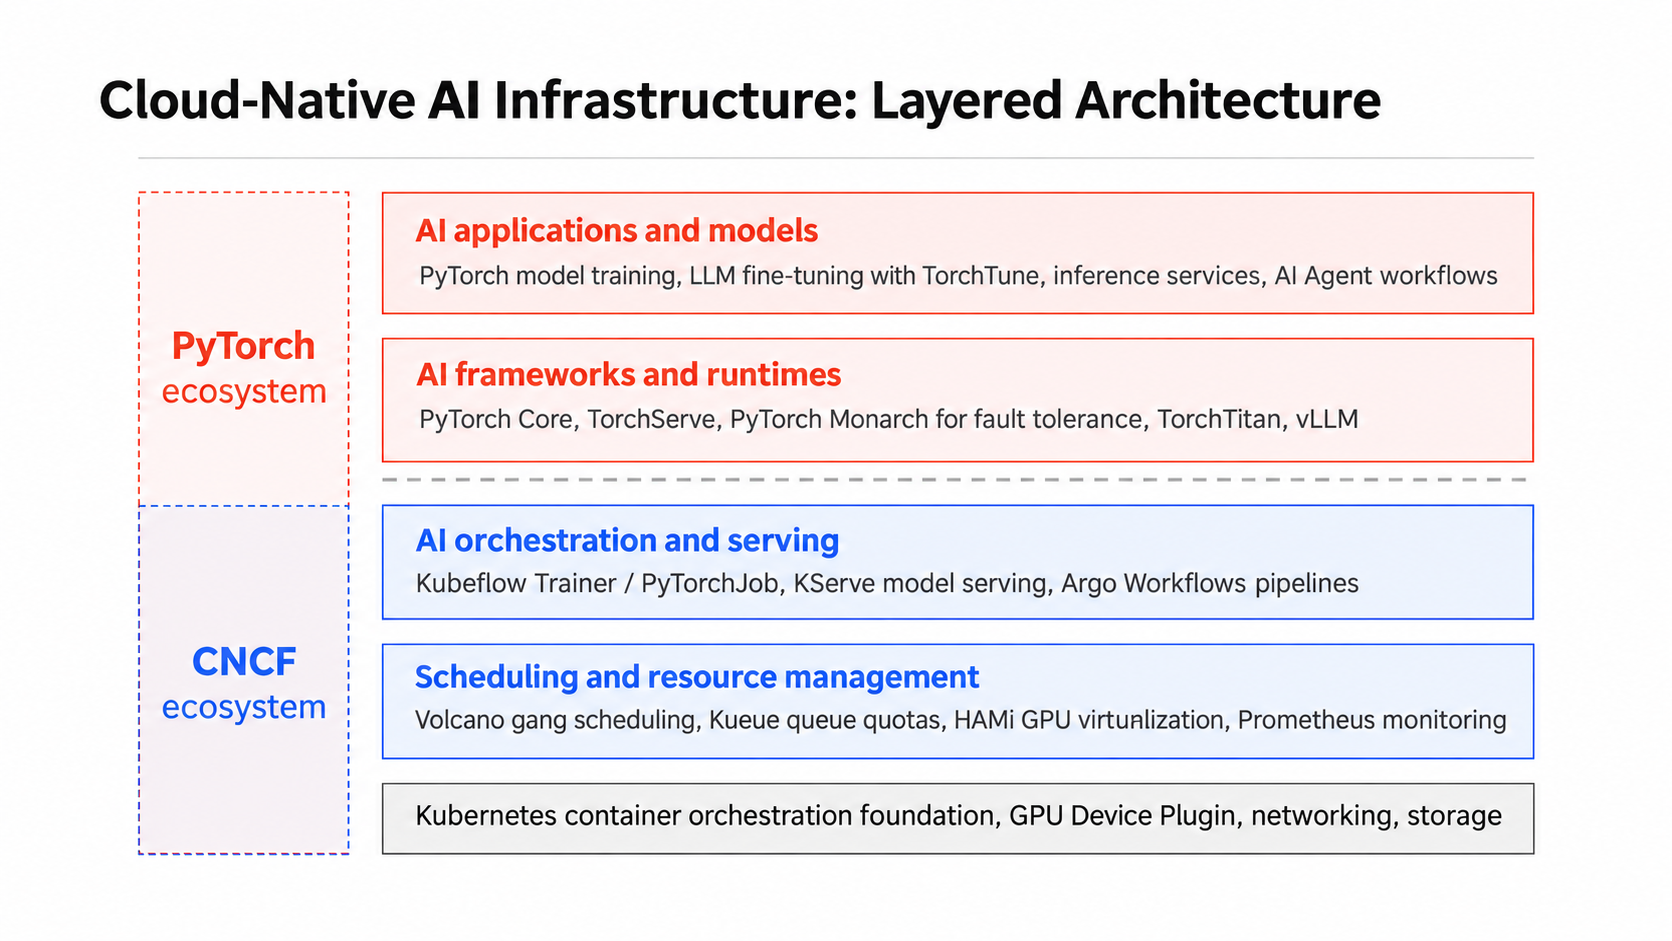 Cloud-Native AI Infrastructure: Layered Architecture
PyTorch
ecosystem
AI applications and models
PyTorch model training, LLM fine-tuning with TorchTune, inference services, AI Agent workflows
AI frameworks and runtimes
PyTorch Core, TorchServe, PyTorch Monarch for fault tolerance, TorchTitan, vLLM
CNCF
ecosystem
AI orchestration and serving
Kubeflow Trainer / PyTorchJob, KServe model serving, Argo Workflows pipelines
Scheduling and resource management
Volcano gang scheduling, Kueue queue quotas, HAMi GPU virtunlization, Prometheus monitoring
Kubernetes container orchestration foundation, GPU Device Plugin, networking, storage